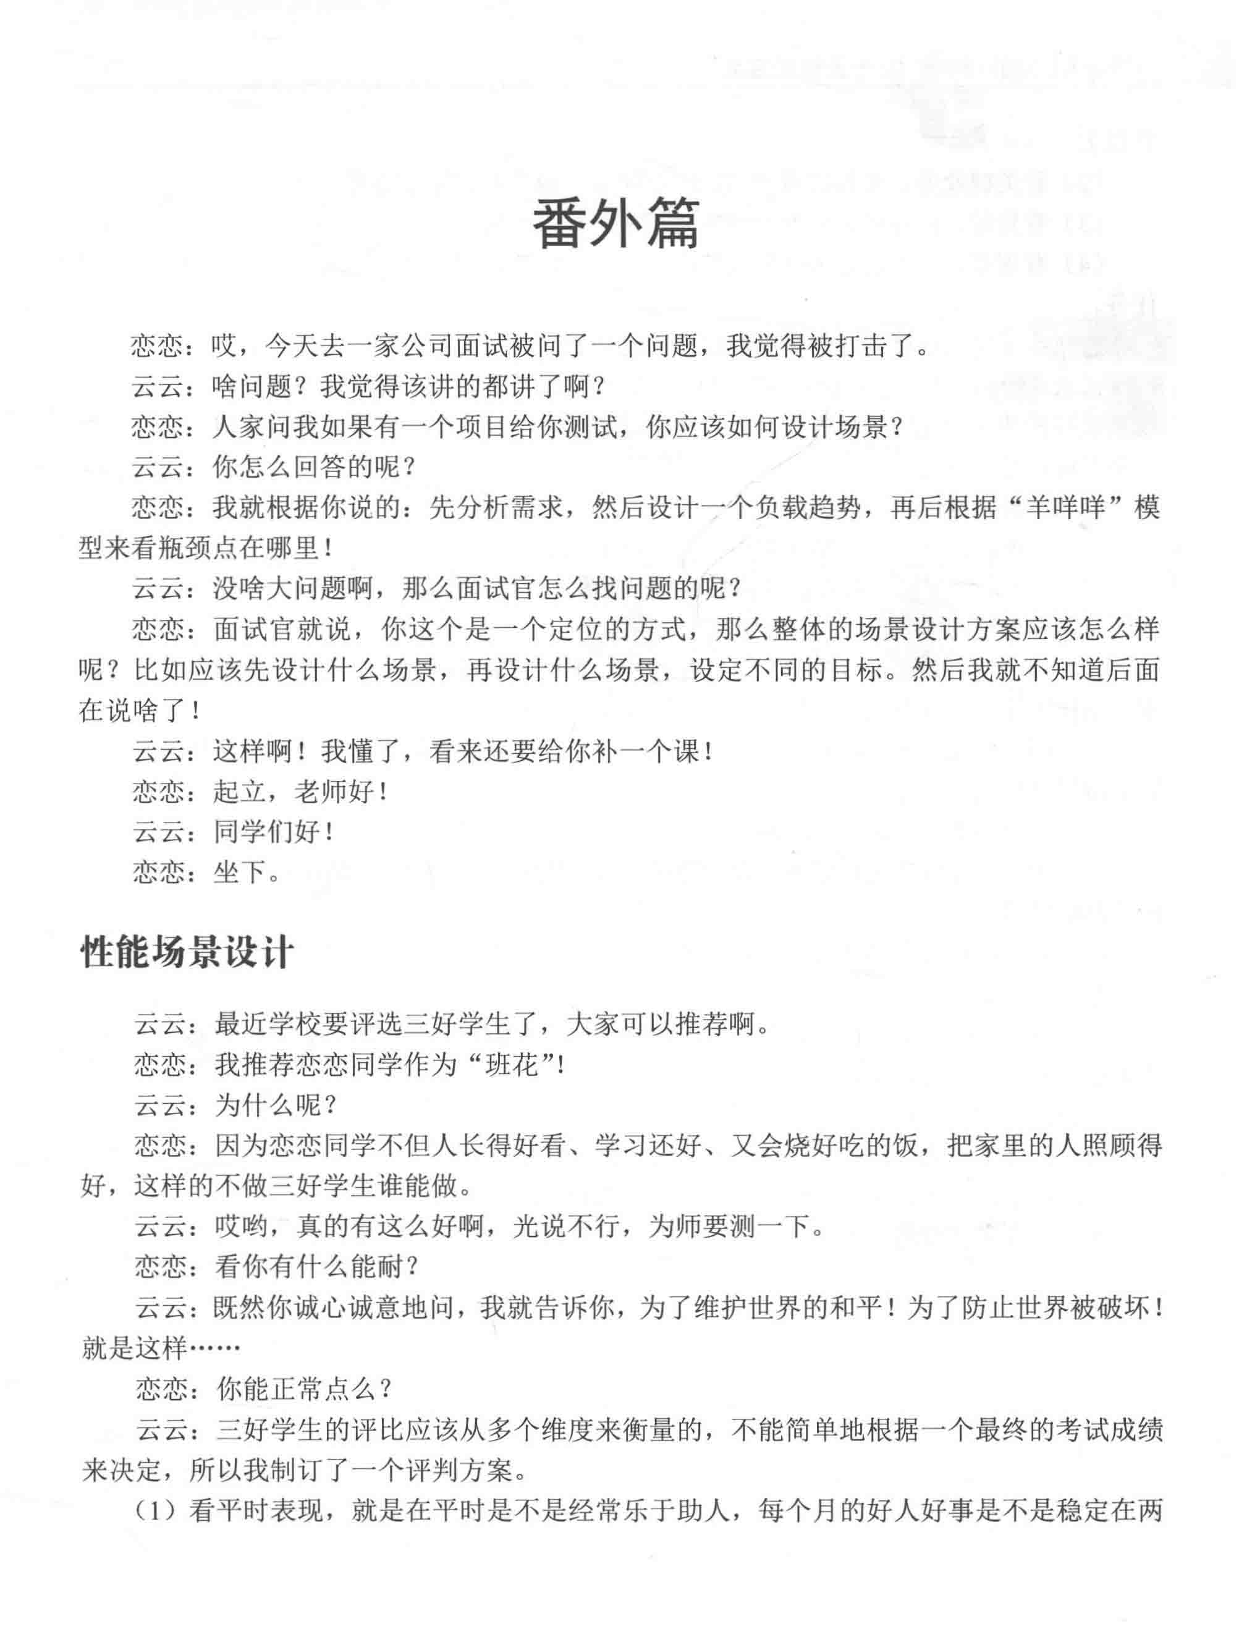 番外篇
恋恋：哎，今天去一家公司面试被问了一个问题，我觉得被打击了。
云云：啥问题？我觉得该讲的都讲了啊？
恋恋：人家问我如果有一个项目给你测试，你应该如何设计场景？
云云：你怎么回答的呢？
恋恋：我就根据你说的：先分析需求，然后设计一个负载趋势，再后根据“羊咩咩”模
型来看瓶颈点在哪里！
云云：没啥大问题啊，那么面试官怎么找问题的呢？
恋恋：面试官就说，你这个是一个定位的方式，那么整体的场景设计方案应该怎么样
呢？比如应该先设计什么场景，再设计什么场景，设定不同的目标。然后我就不知道后面
在说啥了！
云云：这样啊！我懂了，看来还要给你补一个课！
恋恋：起立，老师好！
云云：同学们好！
恋恋：坐下。
性能场景设计
云云：最近学校要评选三好学生了，大家可以推荐啊。
恋恋：我推荐恋恋同学作为“班花”！
云云：为什么呢？
恋恋：因为恋恋同学不但人长得好看、学习还好、又会烧好吃的饭，把家里的人照顾得
好，这样的不做三好学生谁能做。
云云：哎哟，真的有这么好啊，光说不行，为师要测一下。
恋恋：看你有什么能耐？
云云：既然你诚心诚意地问，我就告诉你，为了维护世界的和平！为了防止世界被破坏！
就是这样……
恋恋：你能正常点么？
云云：三好学生的评比应该从多个维度来衡量的，不能简单地根据一个最终的考试成绩
来决定，所以我制订了一个评判方案。
（1）看平时表现，就是在平时是不是经常乐于助人，每个月的好人好事是不是稳定在两